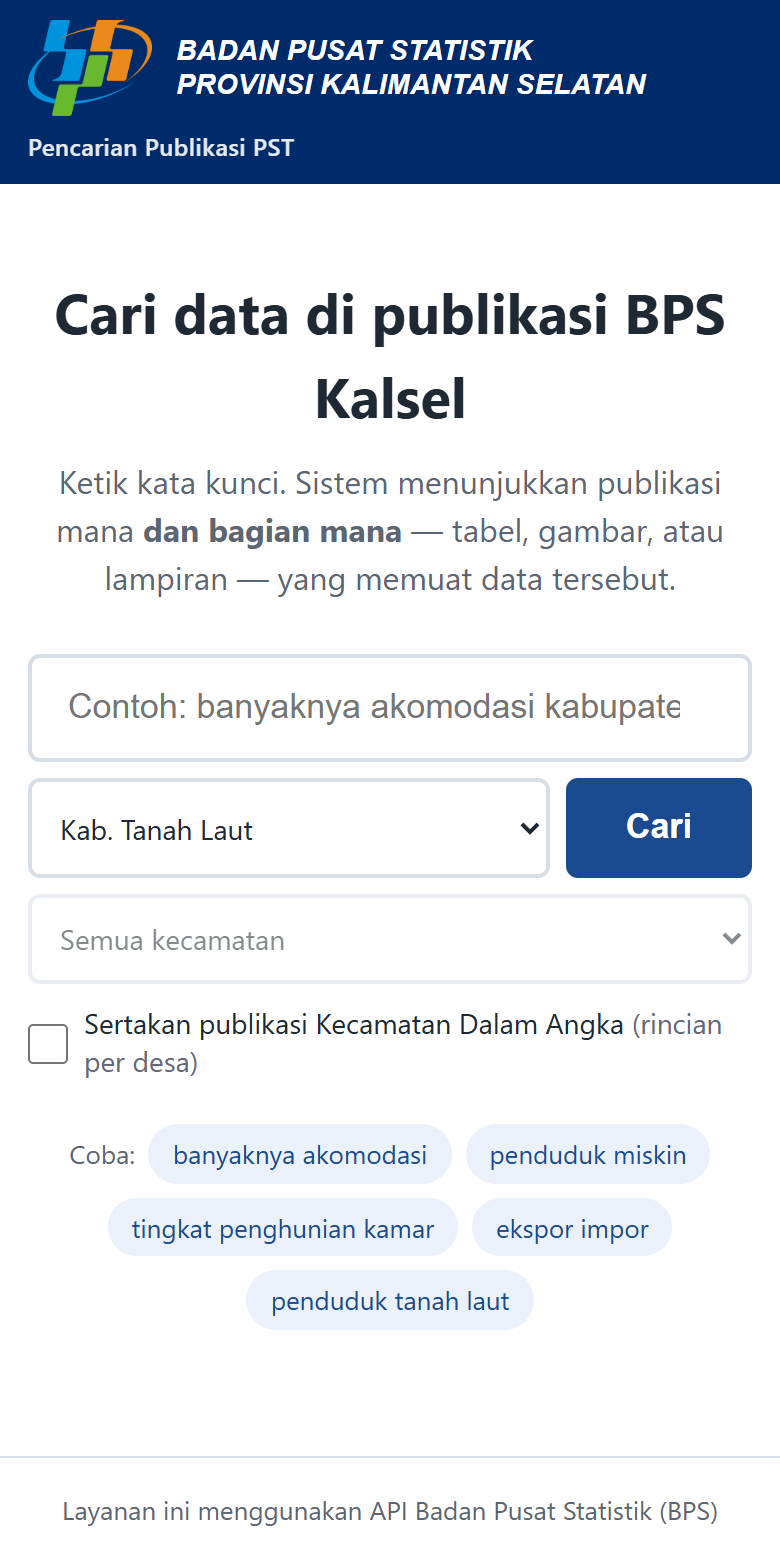 BADAN PUSAT STATISTIK
PROVINSI KALIMANTAN SELATAN
Pencarian Publikasi PST
Cari data di publikasi BPS
Kalsel
Ketik kata kunci. Sistem menunjukkan publikasi
mana dan bagian mana — tabel, gambar, atau
lampiran — yang memuat data tersebut.
Contoh: banyaknya akomodasi kabupate
Kab. Tanah Laut
Cari
Semua kecamatan
Sertakan publikasi Kecamatan Dalam Angka (rincian
per desa)
Coba: banyaknya akomodasi penduduk miskin
tingkat penghunian kamar ekspor impor
penduduk tanah laut
Layanan ini menggunakan API Badan Pusat Statistik (BPS)